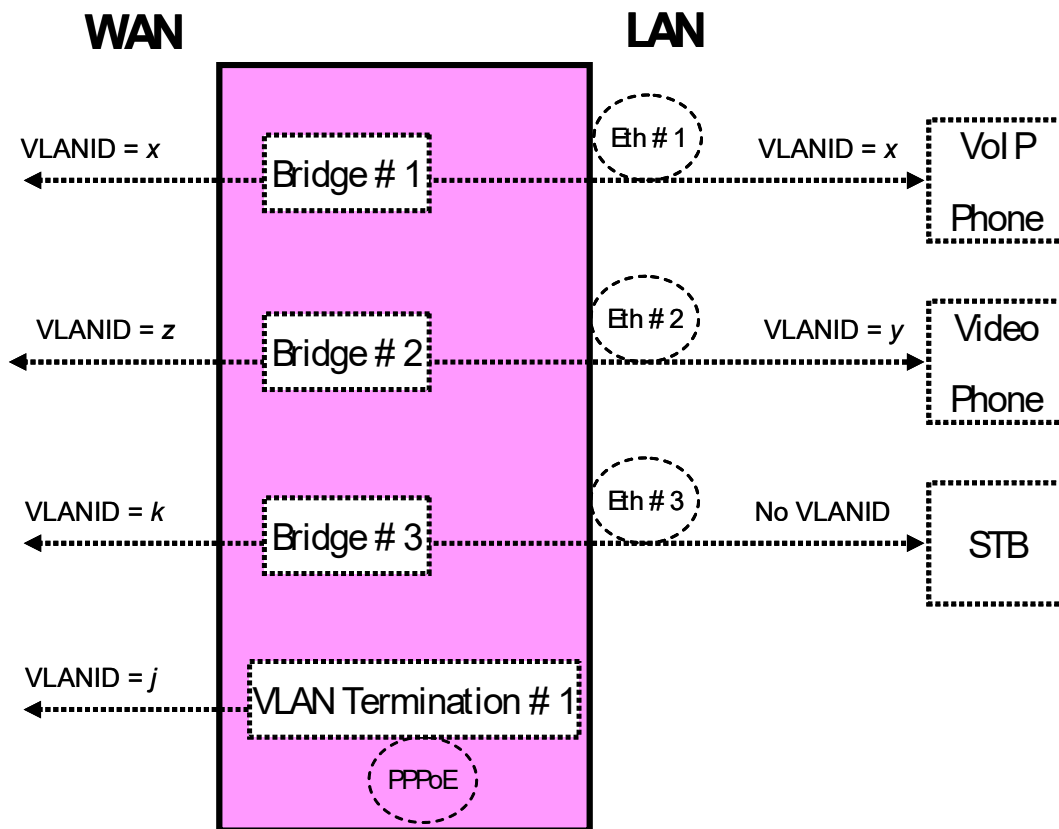 WAN
LAN
Eth # 1
VLANID = x
VLANID = x
VoIP
Phone
Bridge # 1
Eth # 2
VLANID = z
VLANID = y
Video
Phone
Bridge # 2
Eth # 3
VLANID = k
No VLANID
STB
Bridge # 3
VLANID = j
VLAN Termination # 1
PPPoE